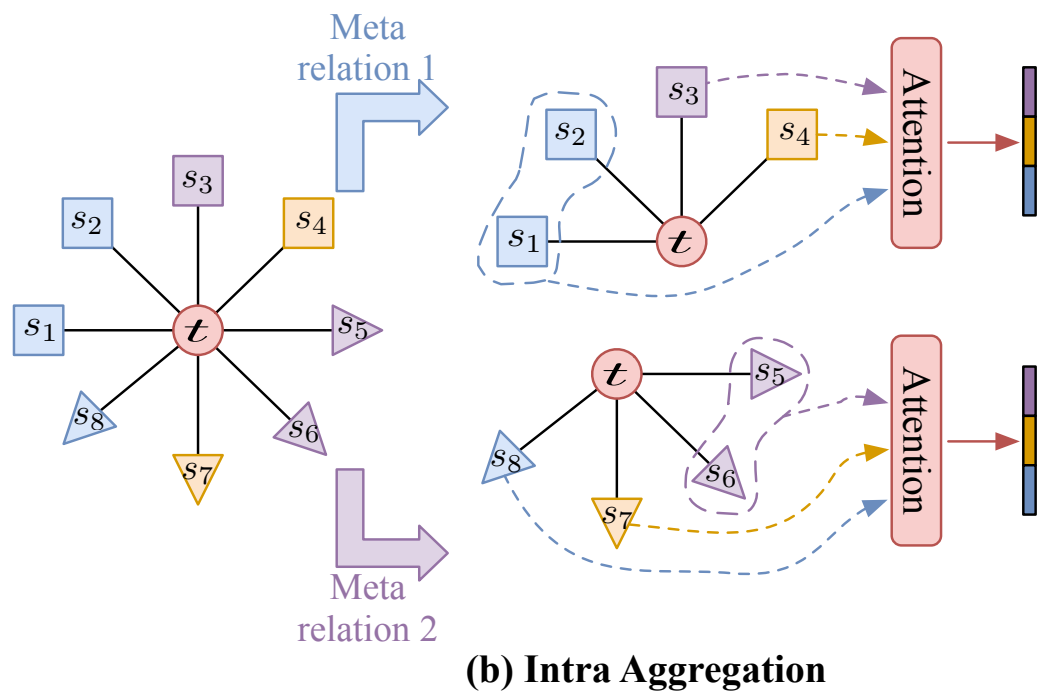 Meta
relation 1
s₁
s₂
s₃
s₄
s₅
s₆
s₇
s₈
t
s₁
s₂
s₃
s₄
t
Attention
t
s₅
s₆
s₇
s₈
Attention
Meta
relation 2
(b) Intra Aggregation